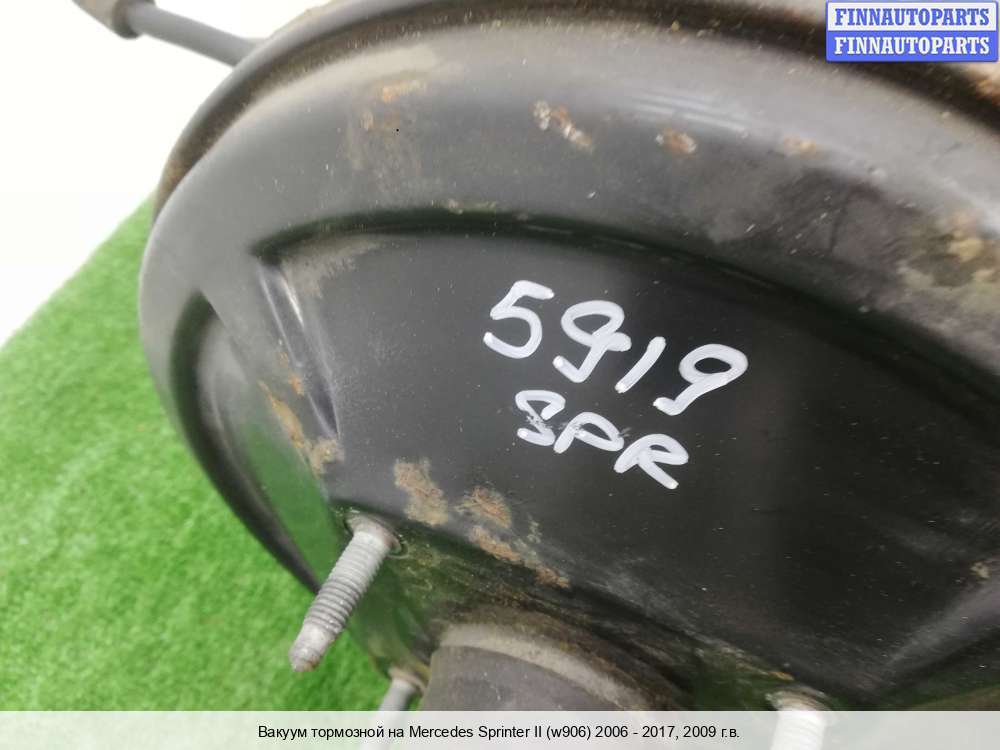 FINNAUTOPARTS
FINNAUTOPARTS
5919
SPR
Вакуум тормозной на Mercedes Sprinter II (w906) 2006 - 2017, 2009 г.в.